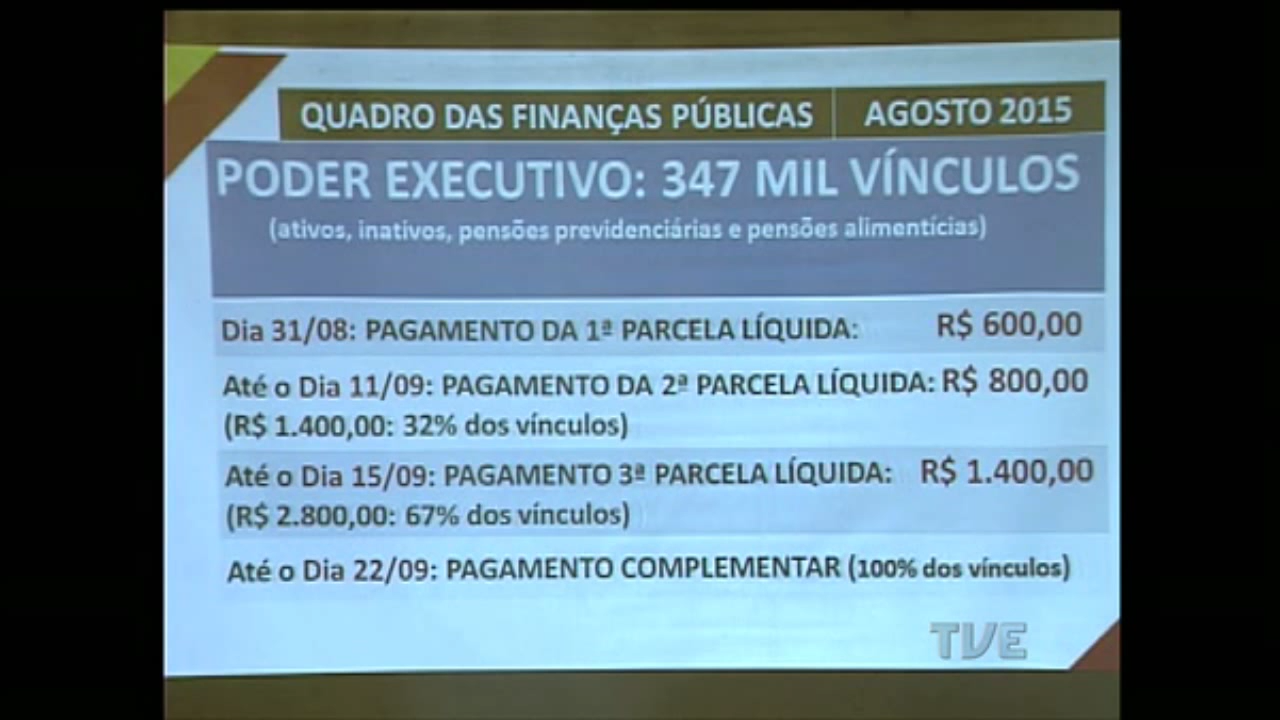 QUADRO DAS FINANÇAS PÚBLICAS AGOSTO 2015
PODER EXECUTIVO: 347 MIL VÍNCULOS
(ativos, inativos, pensões previdenciárias e pensões alimentícias)
Dia 31/08: PAGAMENTO DA 1ª PARCELA LÍQUIDA: R$ 600,00
Até o Dia 11/09: PAGAMENTO DA 2ª PARCELA LÍQUIDA: R$ 800,00
(R$ 1.400,00: 32% dos vínculos)
Até o Dia 15/09: PAGAMENTO 3ª PARCELA LÍQUIDA: R$ 1.400,00
(R$ 2.800,00: 67% dos vínculos)
Até o Dia 22/09: PAGAMENTO COMPLEMENTAR (100% dos vínculos)
TVE